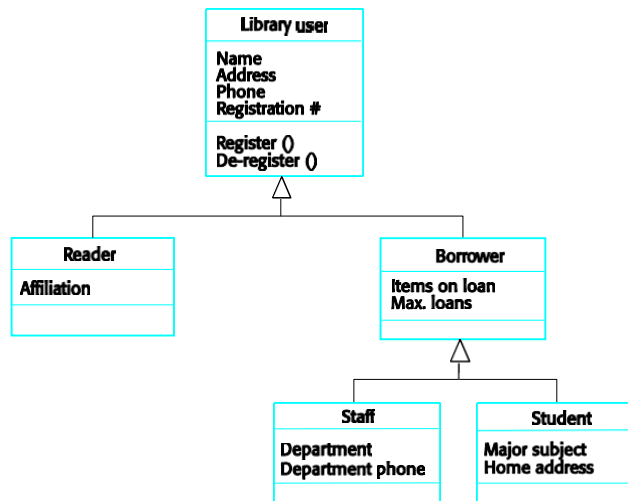 Library user
Name
Address
Phone
Registration #
Register ()
De-register ()
Reader
Affiliation
Borrower
Items on loan
Max. loans
Staff
Department
Department phone
Student
Major subject
Home address